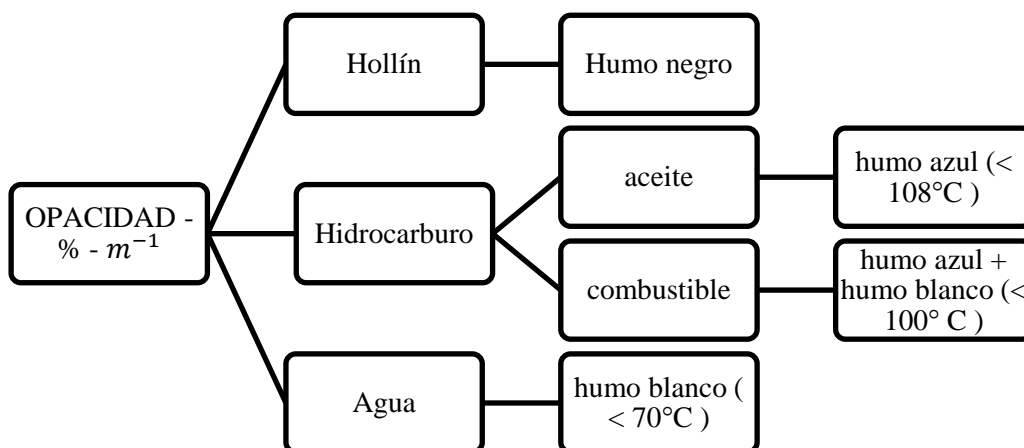 OPACIDAD -
% - m⁻¹
Hollín
Humo negro
Hidrocarburo
aceite
humo azul (<
108°C )
combustible
humo azul +
humo blanco (<
100° C )
Agua
humo blanco (
< 70°C )